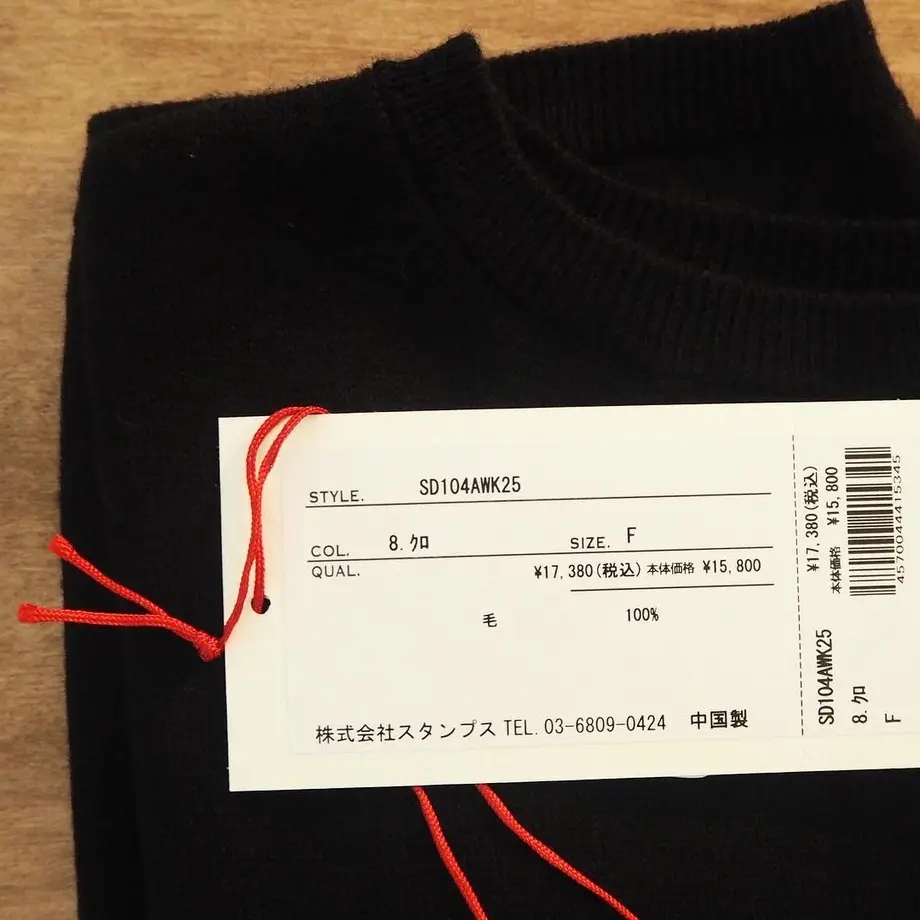 STYLE. SD104AWK25
COL. 8.ｸﾛ SIZE. F
QUAL. ¥17,380(税込) 本体価格 ¥15,800
毛 100%
株式会社スタンプス TEL. 03-6809-0424 中国製
¥17,380(税込)
本体価格 ¥15,800
4570044415345
SD104AWK25
8.ｸﾛ
F